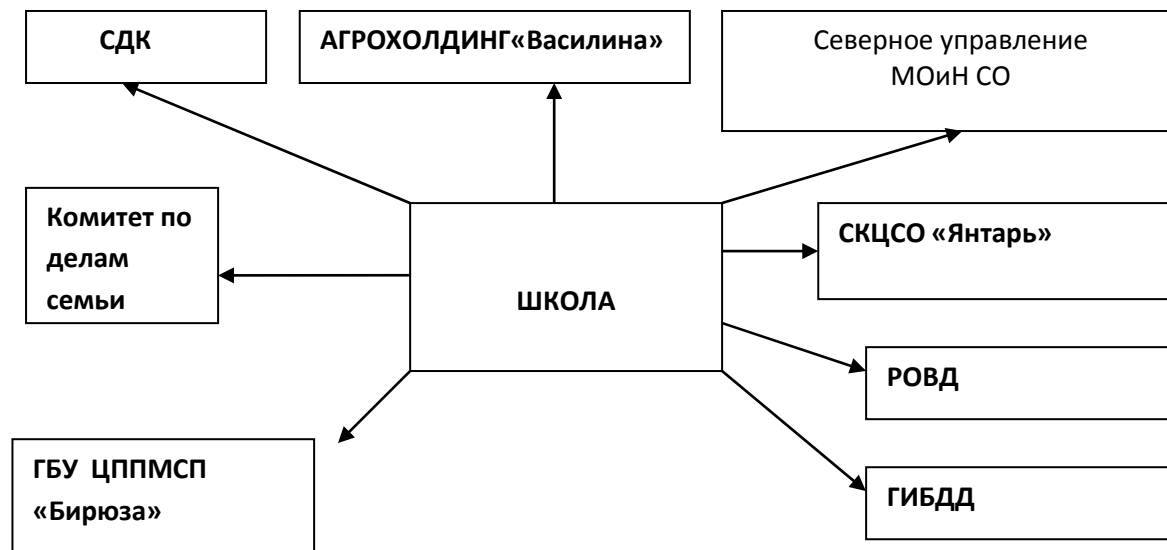 СДК
АГРОХОЛДИНГ«Василина»
Северное управление
МОиН СО
Комитет по
делам
семьи
СКЦСО «Янтарь»
ШКОЛА
РОВД
ГБУ ЦППМСП
«Бирюза»
ГИБДД